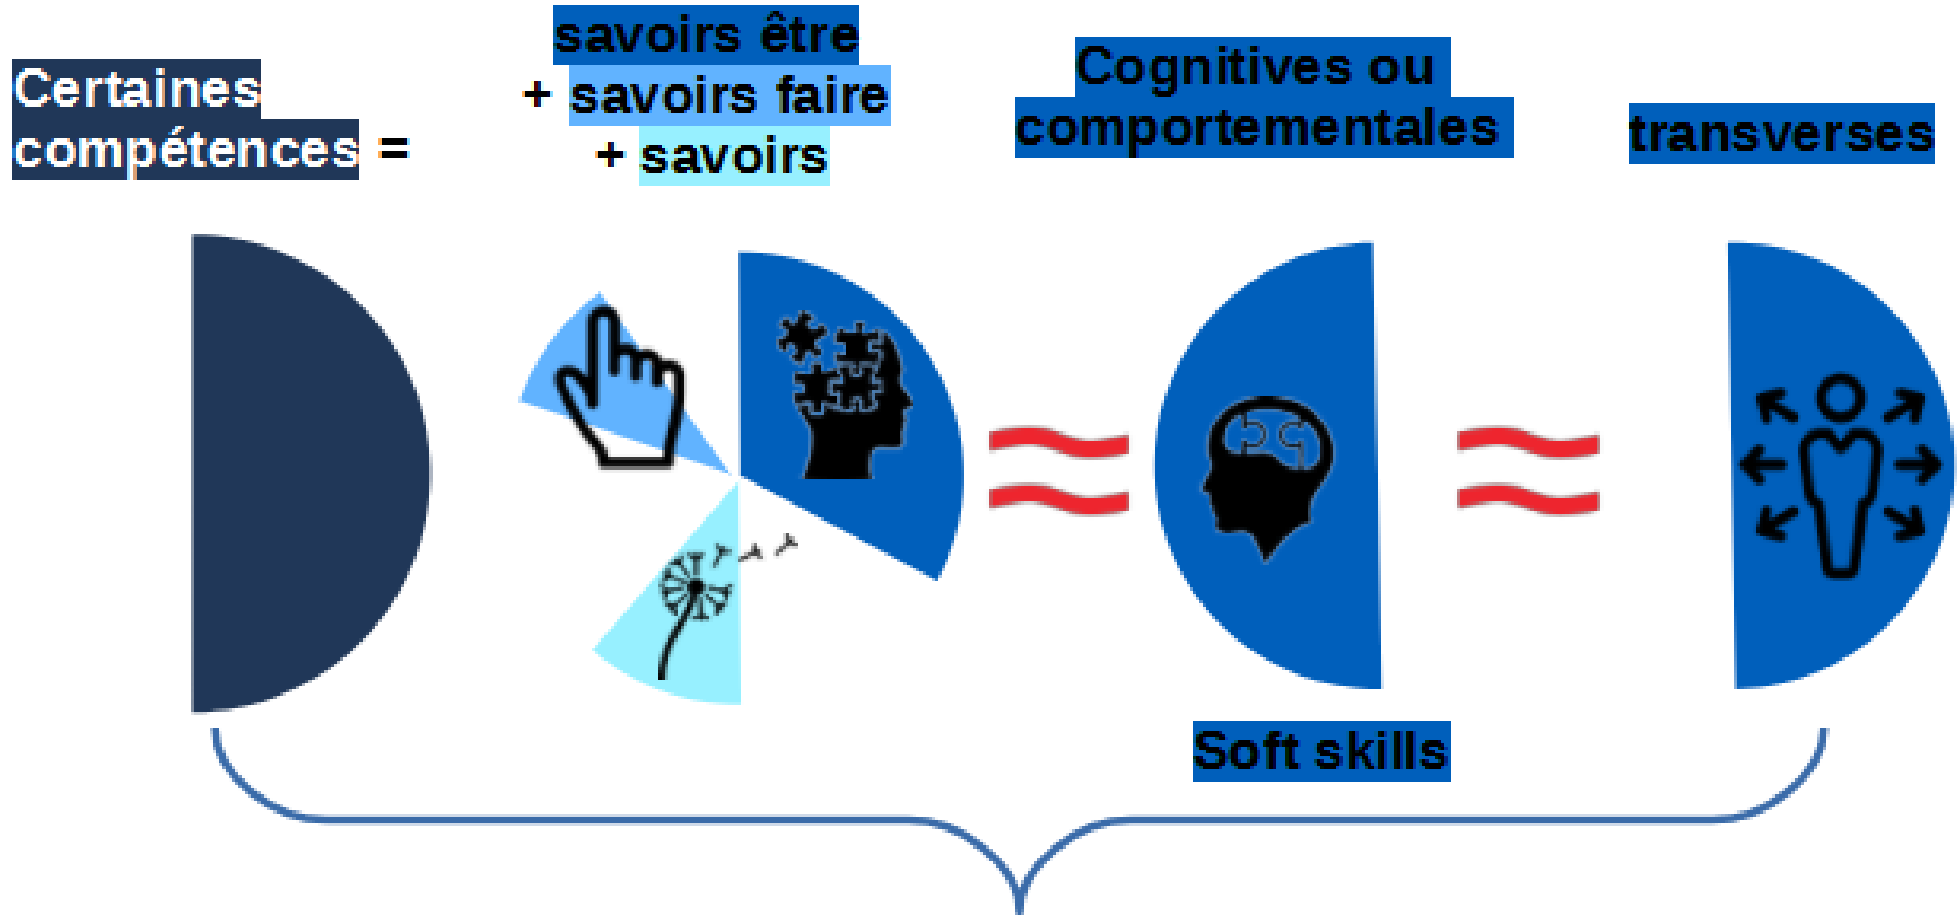 Certaines
compétences =
savoirs être
+ savoirs faire
+ savoirs
Cognitives ou
comportementales
transverses
Soft skills